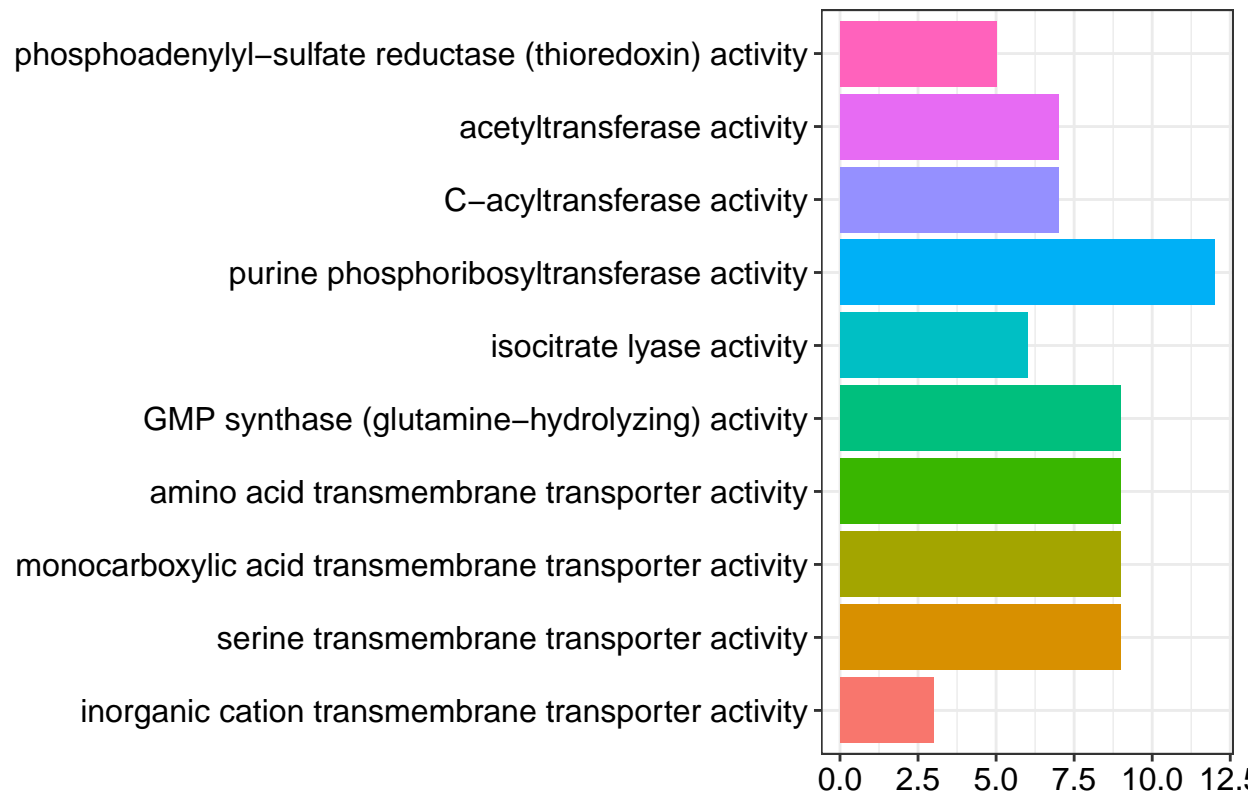 phosphoadenylyl−sulfate reductase (thioredoxin) activity
acetyltransferase activity
C−acyltransferase activity
purine phosphoribosyltransferase activity
isocitrate lyase activity
GMP synthase (glutamine−hydrolyzing) activity
amino acid transmembrane transporter activity
monocarboxylic acid transmembrane transporter activity
serine transmembrane transporter activity
inorganic cation transmembrane transporter activity
0.0 2.5 5.0 7.5 10.0 12.5